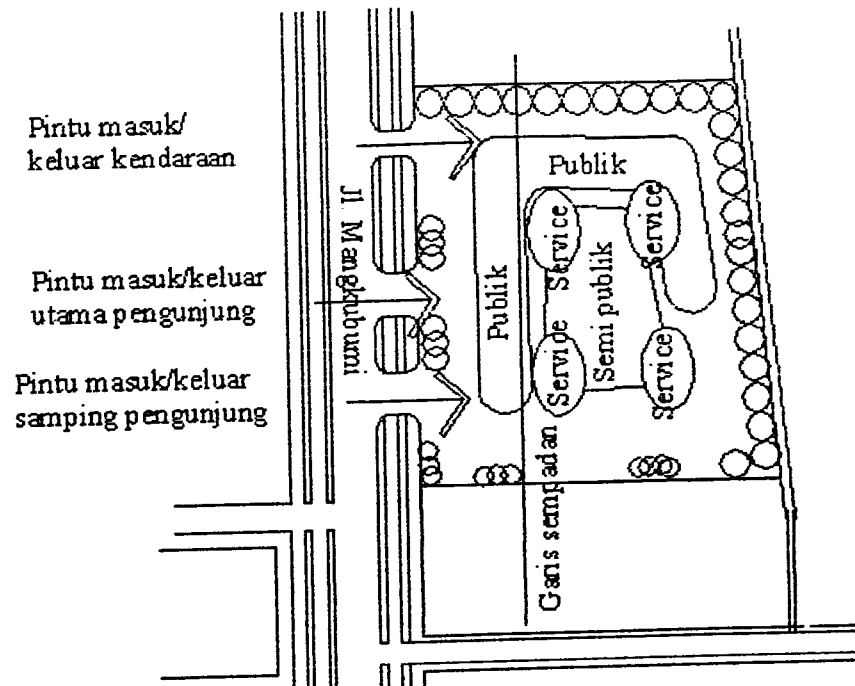 Pintu masuk/
keluar kendaraan
Pintu masuk/keluar
utama pengunjung
Pintu masuk/keluar
samping pengunjung
Jl. Mangkubumi
Publik
Publik
Service
Service
Service
Service
Semi publik
Garis sempadan